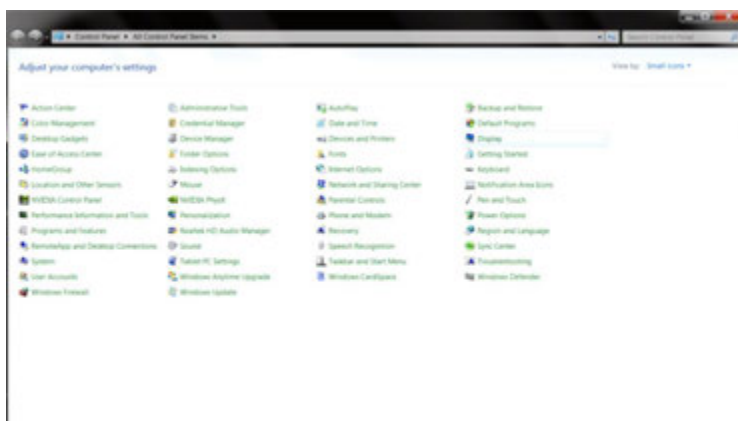 Control Panel ▸ All Control Panel Items ▸ Search Control Panel
Adjust your computer's settings View by: Small icons
Action Center Administrative Tools AutoPlay Backup and Restore
Color Management Credential Manager Date and Time Default Programs
Desktop Gadgets Device Manager Devices and Printers Display
Ease of Access Center Folder Options Fonts Getting Started
HomeGroup Indexing Options Internet Options Keyboard
Location and Other Sensors Mouse Network and Sharing Center Notification Area Icons
NVIDIA Control Panel NVIDIA PhysX Parental Controls Pen and Touch
Performance Information and Tools Personalization Phone and Modem Power Options
Programs and Features Realtek HD Audio Manager Recovery Region and Language
RemoteApp and Desktop Connections Sound Speech Recognition Sync Center
System Tablet PC Settings Taskbar and Start Menu Troubleshooting
User Accounts Windows Anytime Upgrade Windows CardSpace Windows Defender
Windows Firewall Windows Update